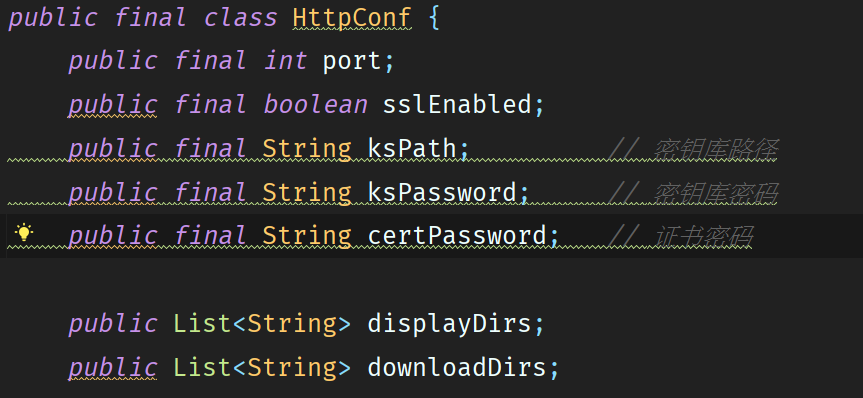 public final class HttpConf {
public final int port;
public final boolean sslEnabled;
public final String ksPath; // 密钥库路径
public final String ksPassword; // 密钥库密码
public final String certPassword; // 证书密码
public List<String> displayDirs;
public List<String> downloadDirs;